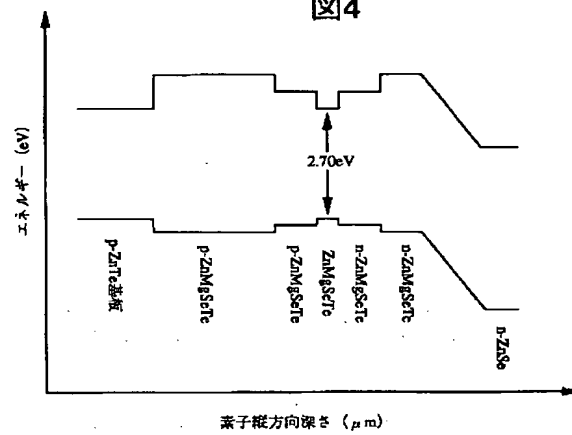 図4
エネルギー (eV)
2.70eV
p-ZnTe基板
p-ZnMgSeTe
p-ZnMgSeTe
ZnMgSeTe
n-ZnMgSeTe
n-ZnMgSeTe
n-ZnSe
素子縦方向深さ (μm)